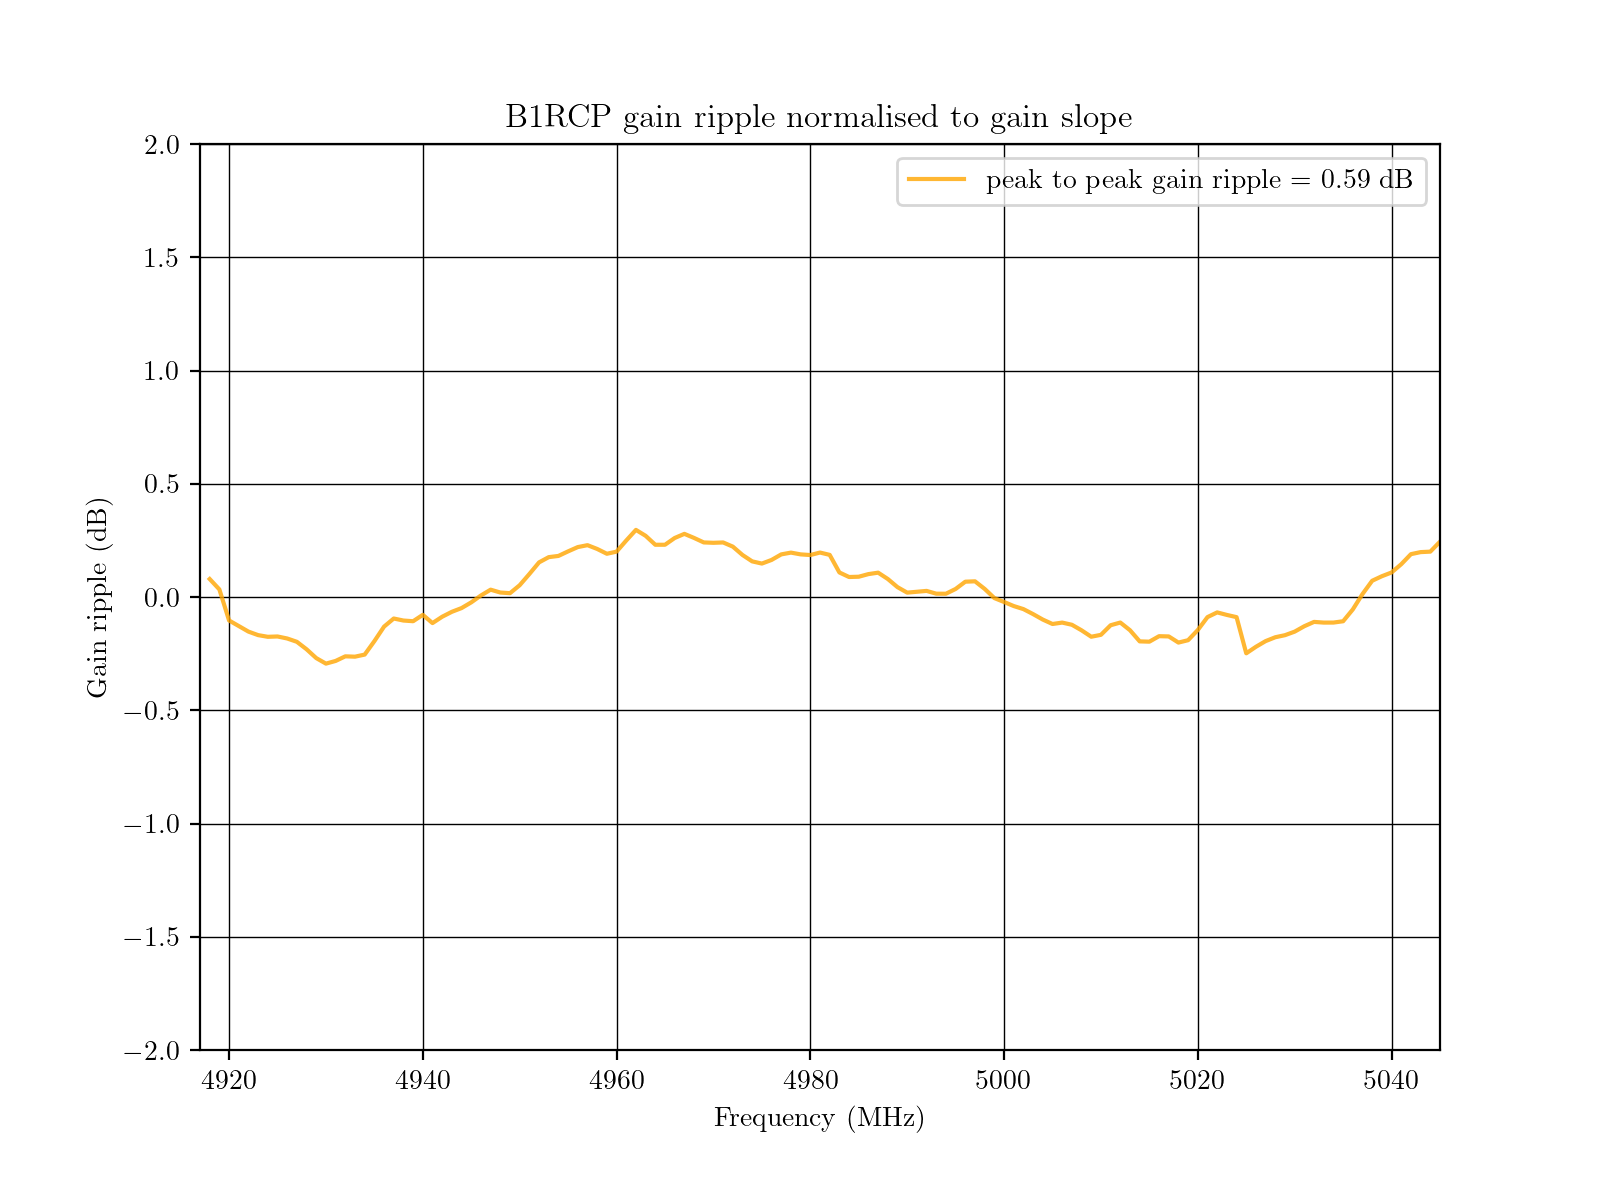 B1RCP gain ripple normalised to gain slope
peak to peak gain ripple = 0.59 dB
Gain ripple (dB)
2.0
1.5
1.0
0.5
0.0
−0.5
−1.0
−1.5
−2.0
4920 4940 4960 4980 5000 5020 5040
Frequency (MHz)